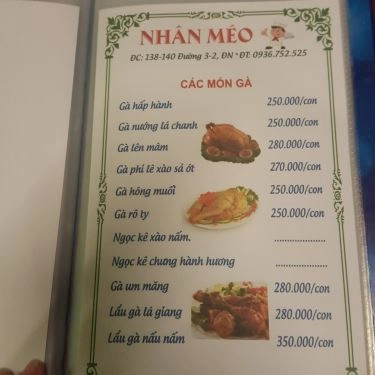 NHÂN MÉO
ĐC: 138-140 Đường 3-2, ĐN * ĐT: 0936.752.525
CÁC MÓN GÀ
Gà hấp hành 250.000/con
Gà nướng lá chanh 250.000/con
Gà lên mâm 280.000/con
Gà phi lê xào sả ớt 270.000/con
Gà hóng muối 250.000/con
Gà rô ty 250.000/con
Ngọc kê xào nấm. ....................
Ngọc kê chưng hành hương ....................
Gà um măng 280.000/con
Lẩu gà lá giang 280.000/con
Lẩu gà nấu nấm 350.000/con